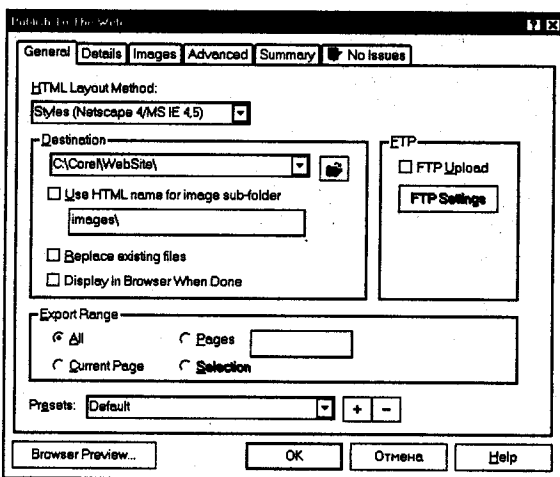 Publish To The Web
General Details Images Advanced Summary No Issues
HTML Layout Method:
Styles (Netscape 4/MS IE 4,5)
Destination FTP
C:\Corel\WebSite\ FTP Upload
Use HTML name for image sub-folder FTP Settings
images\
Replace existing files
Display in Browser When Done
Export Range
All Pages
Current Page Selection
Presets: Default + -
Browser Preview... OK Отмена Help